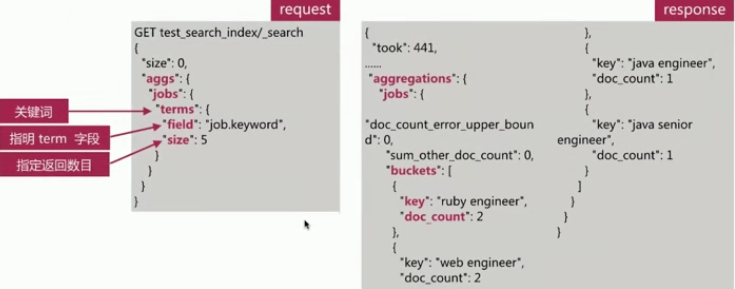 request
GET test_search_index/_search
{
"size": 0,
"aggs": {
"jobs": {
"terms": {
"field": "job.keyword",
"size": 5
}
}
}
}
关键词
指明 term 字段
指定返回数目
response
{
"took": 441,
......
"aggregations": {
"jobs": {
"doc_count_error_upper_boun
d": 0,
"sum_other_doc_count": 0,
"buckets": [
{
"key": "ruby engineer",
"doc_count": 2
},
{
"key": "web engineer",
"doc_count": 2
},
{
"key": "java engineer",
"doc_count": 1
},
{
"key": "java senior
engineer",
"doc_count": 1
}
]
}
}
}